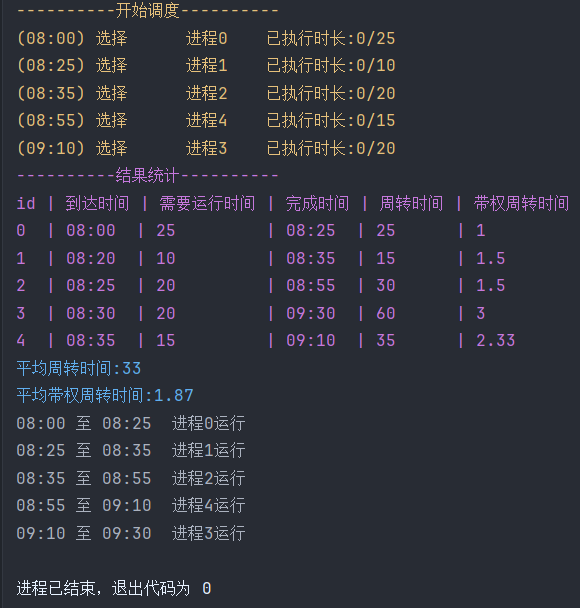 ----------开始调度----------
(08:00) 选择 进程0 已执行时长:0/25
(08:25) 选择 进程1 已执行时长:0/10
(08:35) 选择 进程2 已执行时长:0/20
(08:55) 选择 进程4 已执行时长:0/15
(09:10) 选择 进程3 已执行时长:0/20
----------结果统计----------
id | 到达时间 | 需要运行时间 | 完成时间 | 周转时间 | 带权周转时间
0 | 08:00 | 25 | 08:25 | 25 | 1
1 | 08:20 | 10 | 08:35 | 15 | 1.5
2 | 08:25 | 20 | 08:55 | 30 | 1.5
3 | 08:30 | 20 | 09:30 | 60 | 3
4 | 08:35 | 15 | 09:10 | 35 | 2.33
平均周转时间:33
平均带权周转时间:1.87
08:00 至 08:25 进程0运行
08:25 至 08:35 进程1运行
08:35 至 08:55 进程2运行
08:55 至 09:10 进程4运行
09:10 至 09:30 进程3运行
进程已结束，退出代码为 0